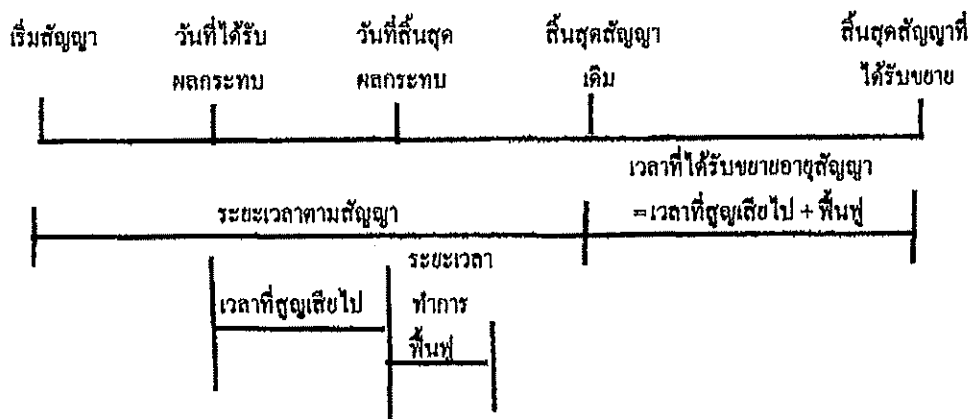 เริ่มสัญญา
วันที่ได้รับ
ผลกระทบ
วันที่สิ้นสุด
ผลกระทบ
สิ้นสุดสัญญา
เดิม
สิ้นสุดสัญญาที่
ได้รับขยาย
เวลาที่ได้รับขยายอายุสัญญา
=เวลาที่สูญเสียไป + ฟื้นฟู
ระยะเวลาตามสัญญา
เวลาที่สูญเสียไป
ระยะเวลา
ทำการ
ฟื้นฟู